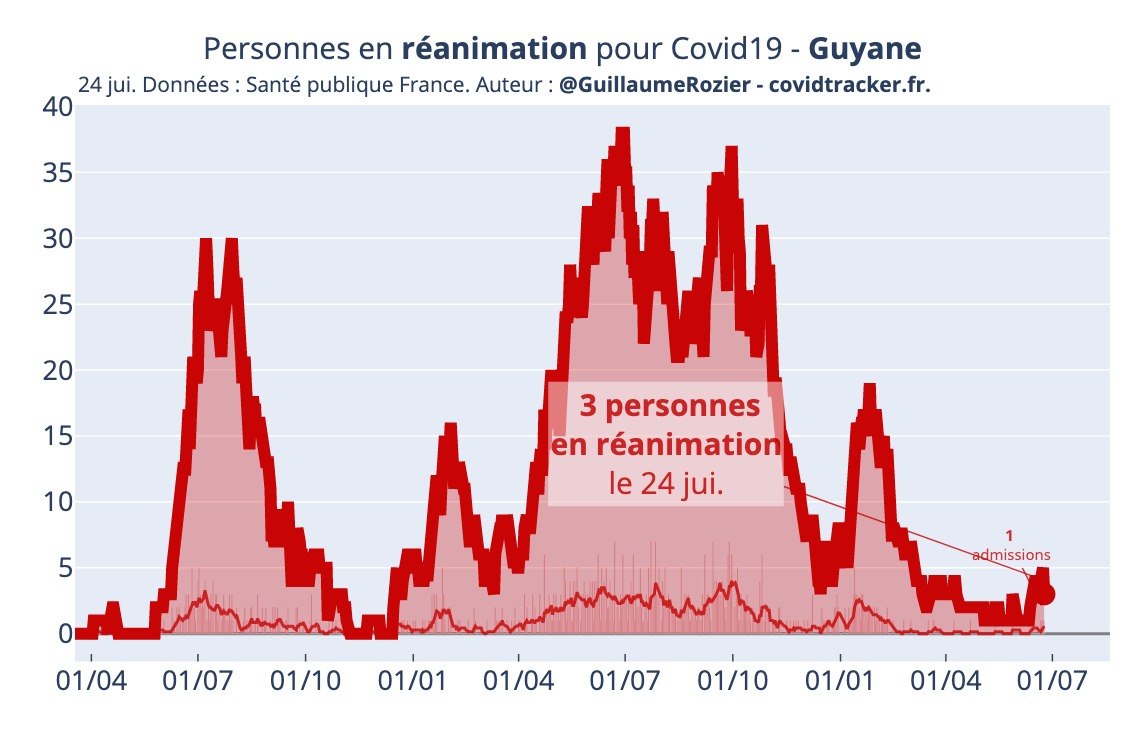 Personnes en réanimation pour Covid19 - Guyane
24 jui. Données : Santé publique France. Auteur : @GuillaumeRozier - covidtracker.fr.
40
35
30
25
20
15
10
5
0
3 personnes
en réanimation
le 24 jui.
1
admissions
01/04 01/07 01/10 01/01 01/04 01/07 01/10 01/01 01/04 01/07